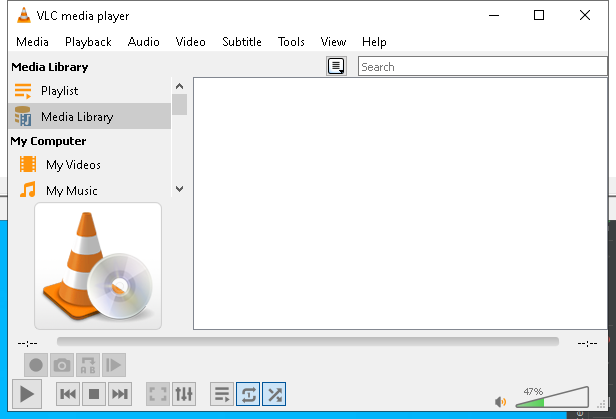 VLC media player
Media Playback Audio Video Subtitle Tools View Help
Media Library
Search
Playlist
Media Library
My Computer
My Videos
My Music
--:-- --:--
47%